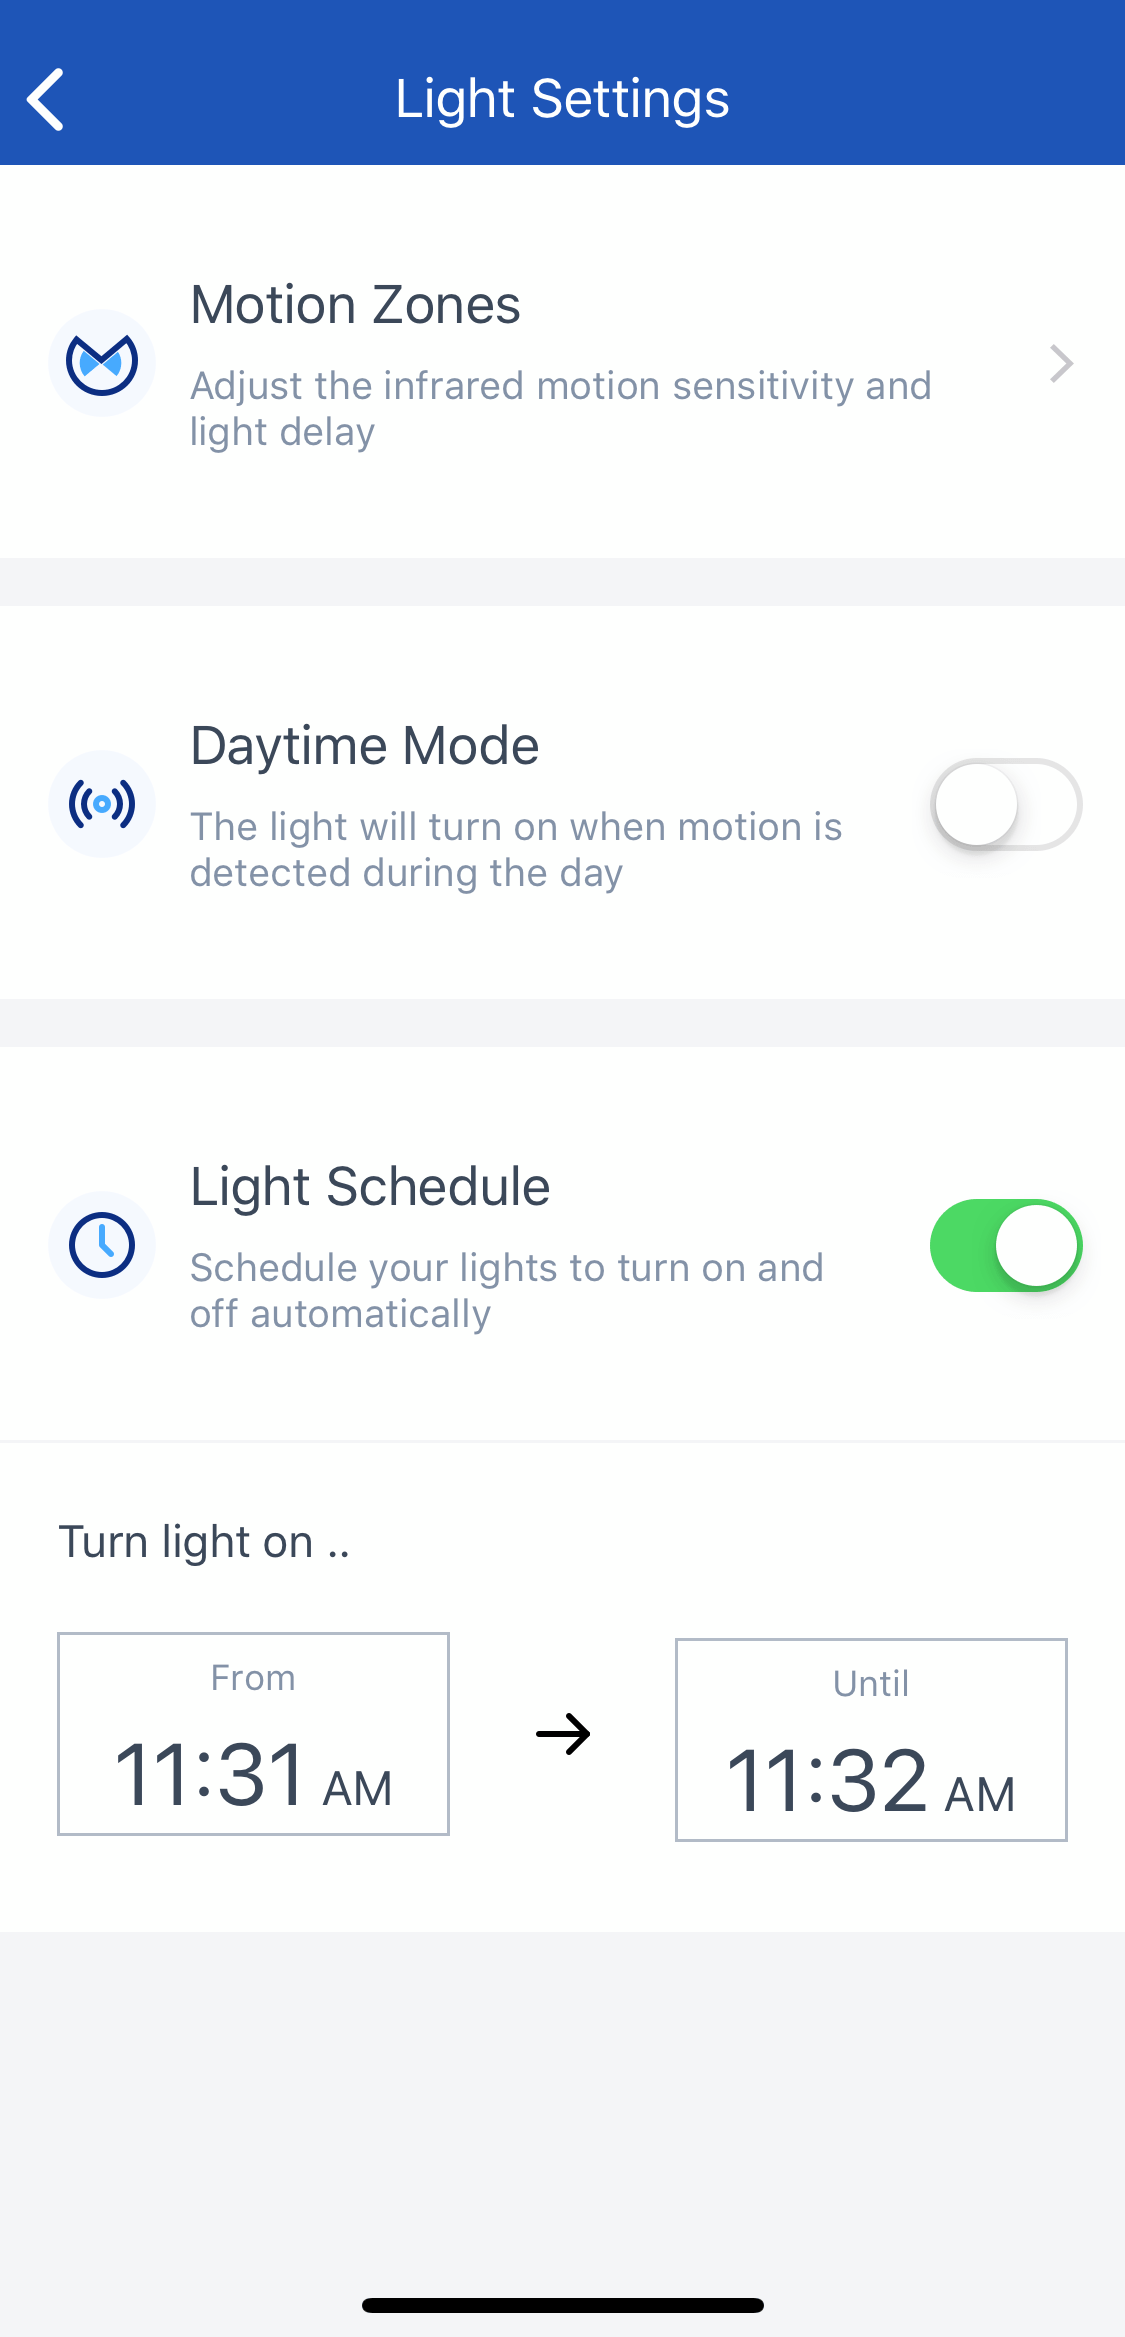 Light Settings
Motion Zones
Adjust the infrared motion sensitivity and
light delay
Daytime Mode
The light will turn on when motion is
detected during the day
Light Schedule
Schedule your lights to turn on and
off automatically
Turn light on ..
From
11:31 AM
Until
11:32 AM